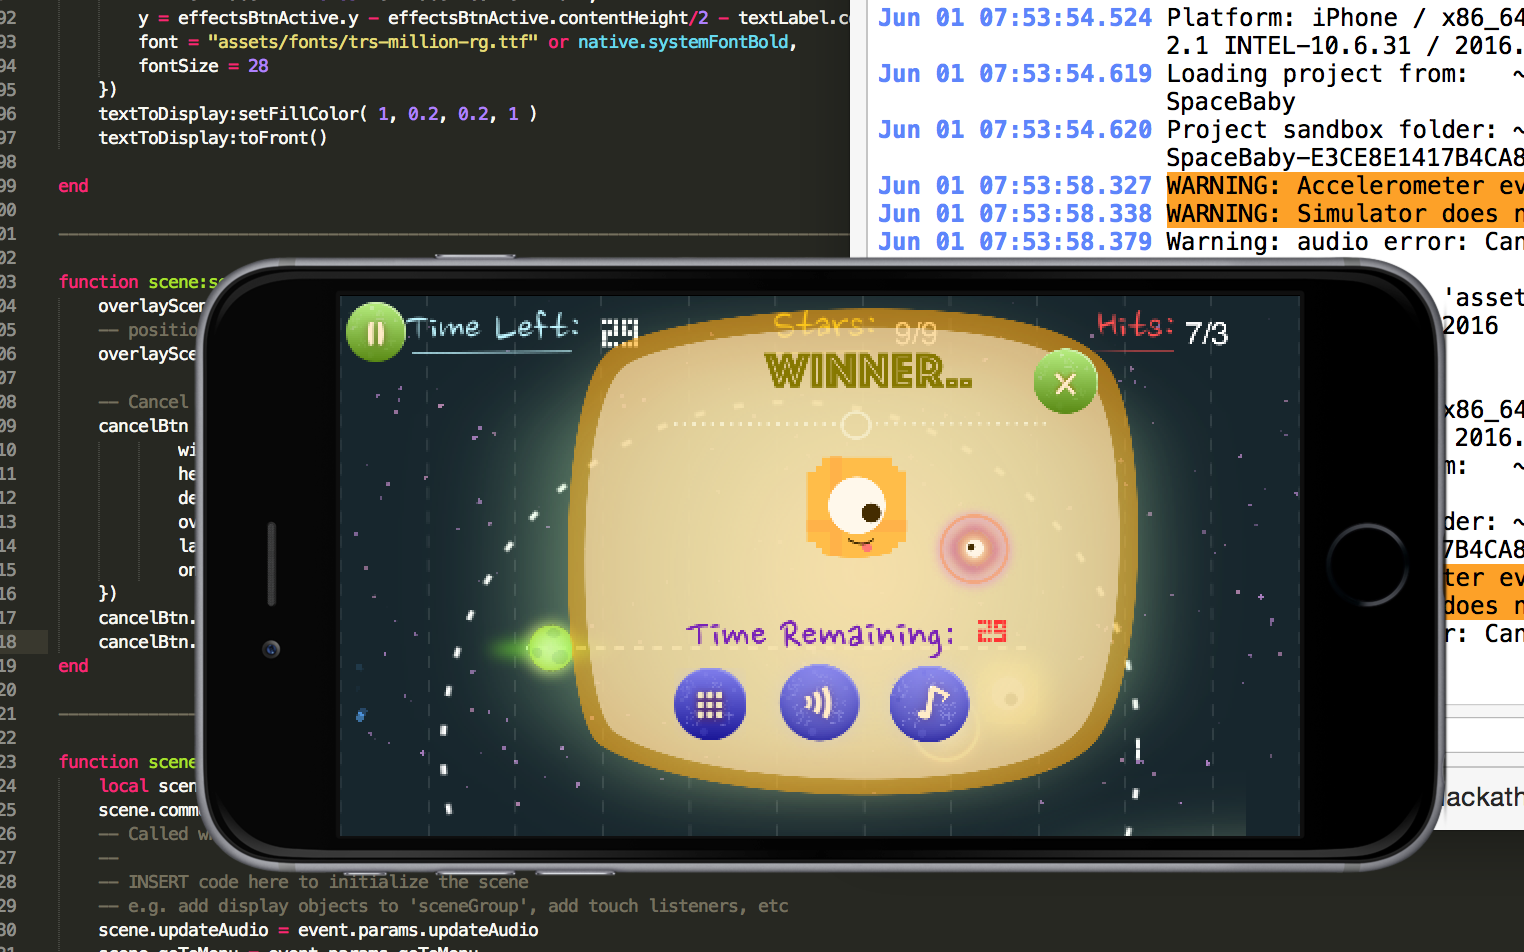 92 y = effectsBtnActive.y - effectsBtnActive.contentHeight/2 - textLabel.
93 font = "assets/fonts/trs-million-rg.ttf" or native.systemFontBold,
94 fontSize = 28
95 })
96 textToDisplay:setFillColor( 1, 0.2, 0.2, 1 )
97 textToDisplay:toFront()
98
99 end
00
01
02
03 function scene:
04 overlayScen
05 -- positio
06 overlaySce
07
08 -- Cancel
09 cancelBtn
10 wi
11 he
12 de
13 ov
14 la
15 on
16 })
17 cancelBtn.
18 cancelBtn.
19 end
20
21
22
23 function scene
24 local scen
25 scene.comm
26 -- Called w
27 --
28 -- INSERT code here to initialize the scene
29 -- e.g. add display objects to 'sceneGroup', add touch listeners, etc
30 scene.updateAudio = event.params.updateAudio
Jun 01 07:53:54.524 Platform: iPhone / x86_64
2.1 INTEL-10.6.31 / 2016.
Jun 01 07:53:54.619 Loading project from: ~
SpaceBaby
Jun 01 07:53:54.620 Project sandbox folder: ~
SpaceBaby-E3CE8E1417B4CA8
Jun 01 07:53:58.327 WARNING: Accelerometer ev
Jun 01 07:53:58.338 WARNING: Simulator does n
Jun 01 07:53:58.379 Warning: audio error: Can
'asset
2016
x86_64
2016.
m: ~
der: ~
7B4CA8
ter ev
does n
r: Can
ackath
Time Left: 29 Stars: 9/9 Hits: 7/3
WINNER..
Time Remaining: 29